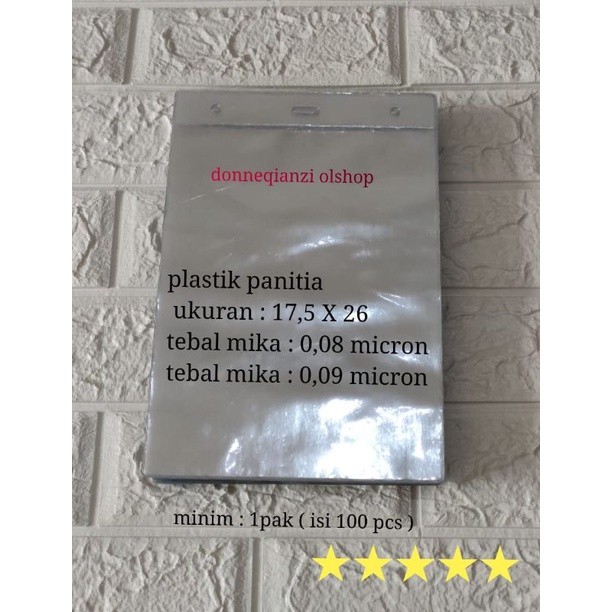 donneqianzi olshop
plastik panitia
ukuran : 17,5 X 26
tebal mika : 0,08 micron
tebal mika : 0,09 micron
minim : 1pak ( isi 100 pcs )